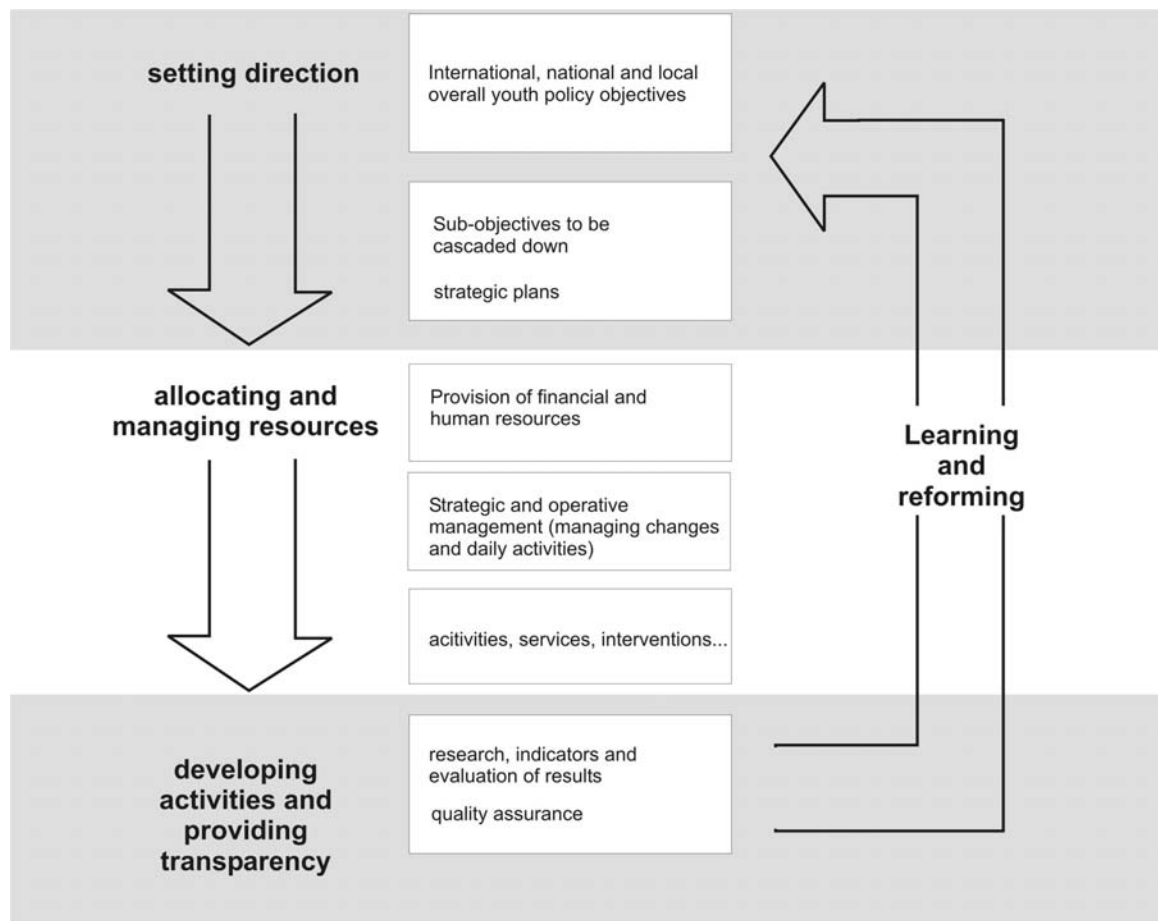 setting direction
International, national and local
overall youth policy objectives
Sub-objectives to be
cascaded down
strategic plans
allocating and
managing resources
Provision of financial and
human resources
Strategic and operative
management (managing changes
and daily activities)
acitivities, services, interventions...
Learning
and
reforming
developing
activities and
providing
transparency
research, indicators and
evaluation of results
quality assurance